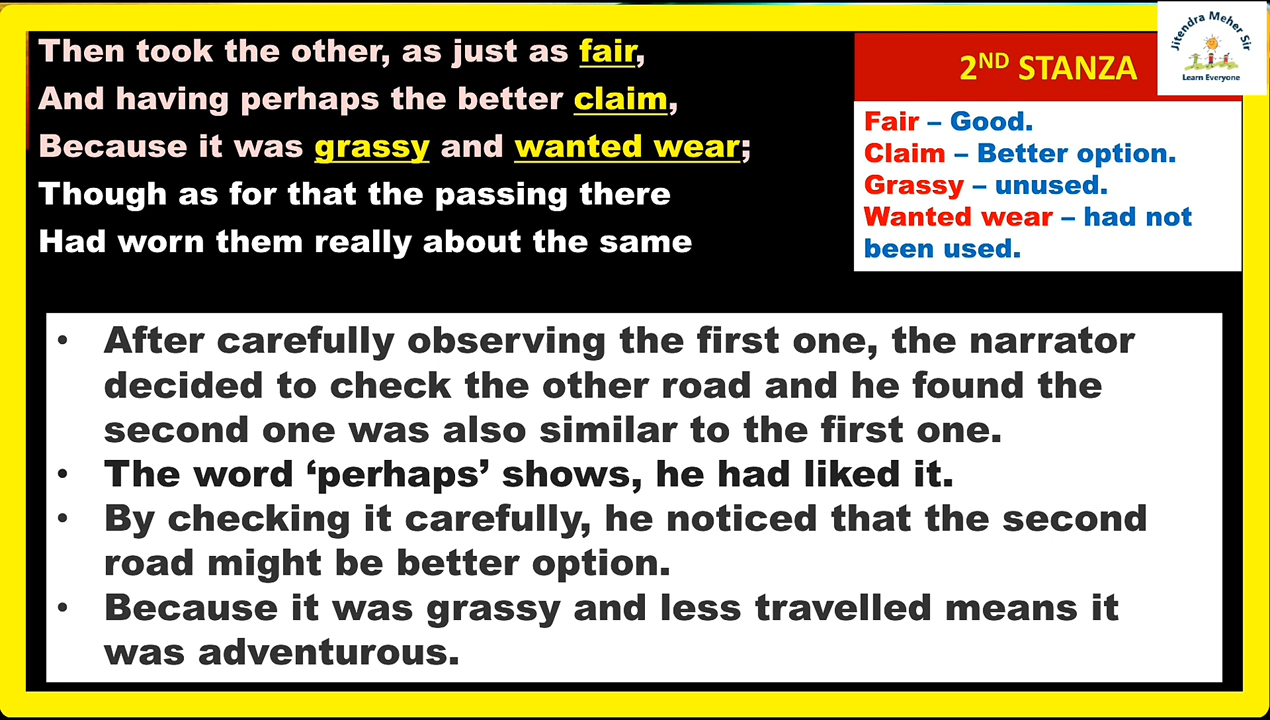 Then took the other, as just as fair,
And having perhaps the better claim,
Because it was grassy and wanted wear;
Though as for that the passing there
Had worn them really about the same
2ND STANZA
Jitendra Meher Sir
Learn Everyone
Fair – Good.
Claim – Better option.
Grassy – unused.
Wanted wear – had not
been used.
• After carefully observing the first one, the narrator
decided to check the other road and he found the
second one was also similar to the first one.
• The word ‘perhaps’ shows, he had liked it.
• By checking it carefully, he noticed that the second
road might be better option.
• Because it was grassy and less travelled means it
was adventurous.